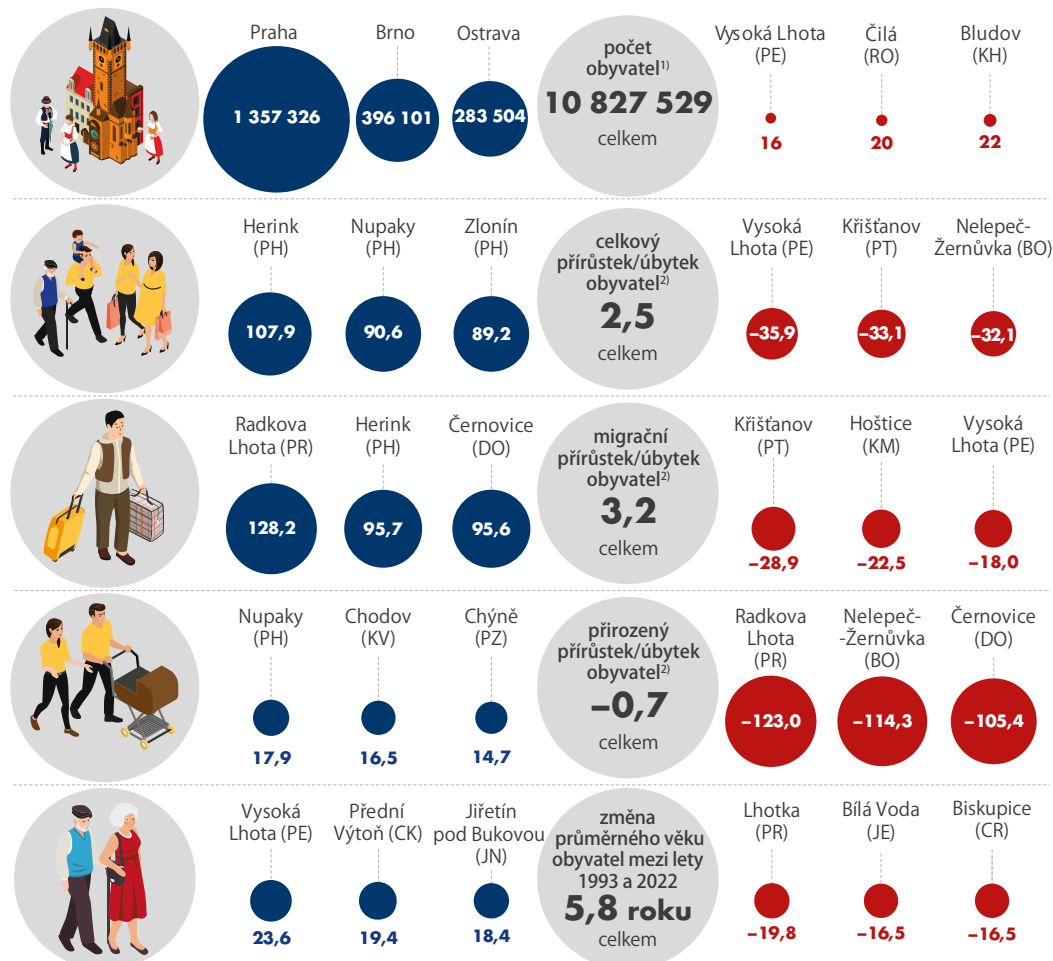 Praha
1 357 326
Brno
396 101
Ostrava
283 504
počet
obyvatel1)
10 827 529
celkem
Vysoká Lhota
(PE)
16
Čilá
(RO)
20
Bludov
(KH)
22
Herink
(PH)
107,9
Nupaky
(PH)
90,6
Zlonín
(PH)
89,2
celkový
přírůstek/úbytek
obyvatel2)
2,5
celkem
Vysoká
Lhota (PE)
−35,9
Křišťanov
(PT)
−33,1
Nelepeč-
Žernůvka (BO)
−32,1
Radkova
Lhota (PR)
128,2
Herink
(PH)
95,7
Černovice
(DO)
95,6
migrační
přírůstek/úbytek
obyvatel2)
3,2
celkem
Křišťanov
(PT)
−28,9
Hoštice
(KM)
−22,5
Vysoká
Lhota (PE)
−18,0
Nupaky
(PH)
17,9
Chodov
(KV)
16,5
Chýně
(PZ)
14,7
přirozený
přírůstek/úbytek
obyvatel2)
−0,7
celkem
Radkova
Lhota
(PR)
−123,0
Nelepeč-
-Žernůvka
(BO)
−114,3
Černovice
(DO)
−105,4
Vysoká
Lhota (PE)
23,6
Přední
Výtoň (CK)
19,4
Jiřetín
pod Bukovou
(JN)
18,4
změna
průměrného věku
obyvatel mezi lety
1993 a 2022
5,8 roku
celkem
Lhotka
(PR)
−19,8
Bílá Voda
(JE)
−16,5
Biskupice
(CR)
−16,5